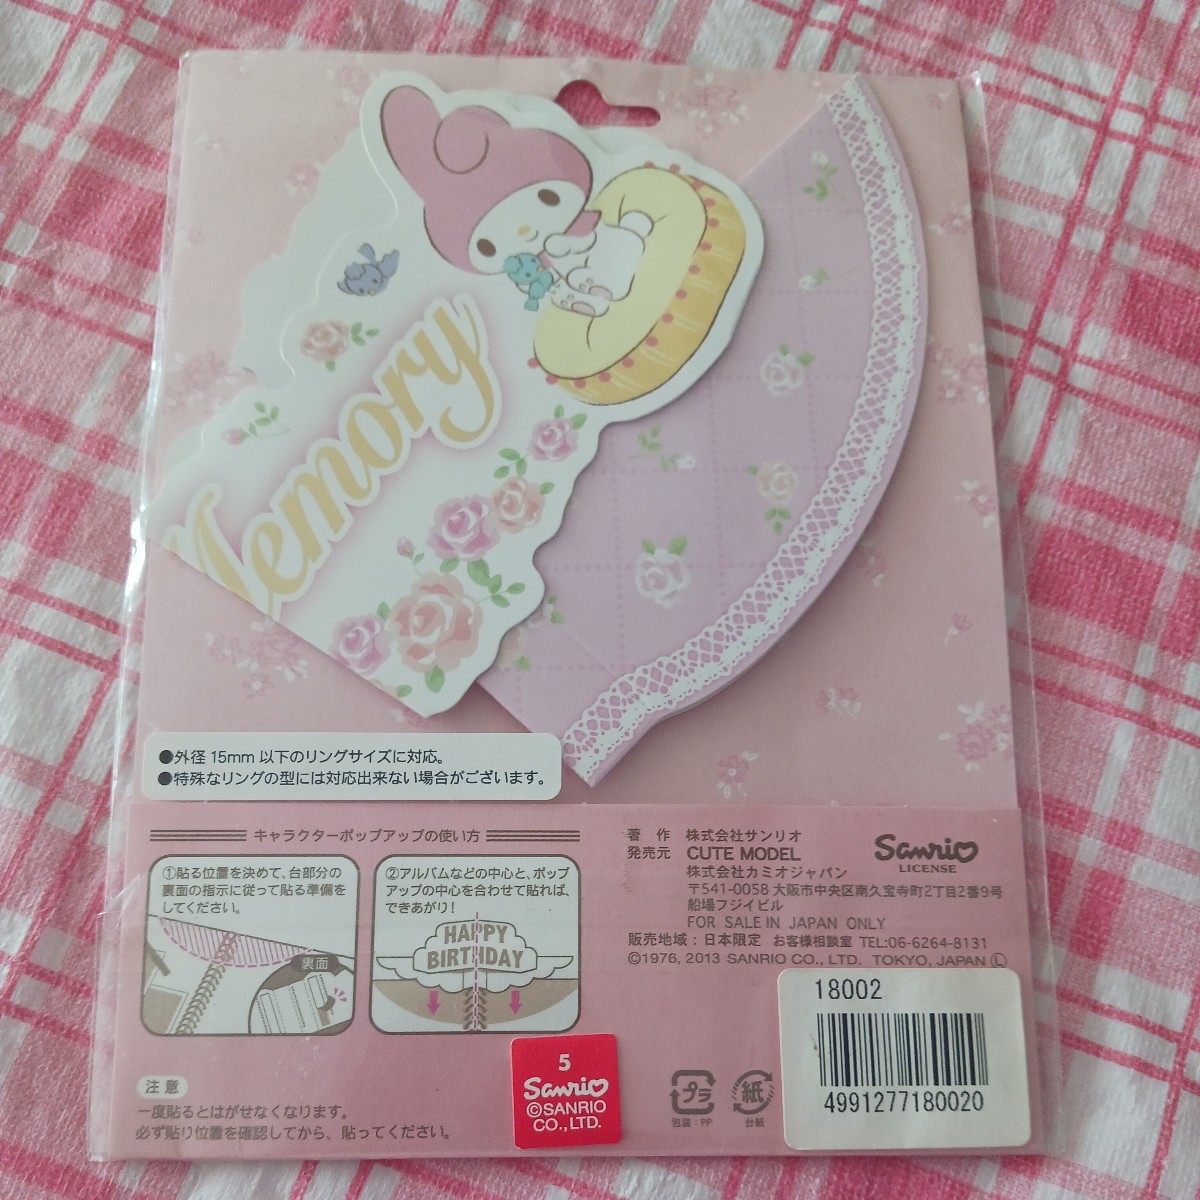 Memory
●外径 15mm 以下のリングサイズに対応。
●特殊なリングの型には対応出来ない場合がございます。
キャラクターポップアップの使い方
①貼る位置を決めて、台部分の
裏面の指示に従って貼る準備を
してください。
裏面
②アルバムなどの中心と、ポップ
アップの中心を合わせて貼れば、
できあがり!
HAPPY
BIRTHDAY
注意
一度貼るとはがせなくなります。
必ず貼り位置を確認してから、貼ってください。
著作 株式会社サンリオ
発売元 CUTE MODEL
株式会社カミオジャパン
〒541-0058 大阪市中央区南久宝寺町2丁目2番9号
船場フジイビル
FOR SALE IN JAPAN ONLY
販売地域：日本限定 お客様相談室 TEL:06-6264-8131
©1976, 2013 SANRIO CO., LTD. TOKYO, JAPAN Ⓛ
Sanrio
LICENSE
5
Sanrio
©SANRIO
CO.,LTD.
プラ
包装：PP
紙
台紙
18002
4991277180020